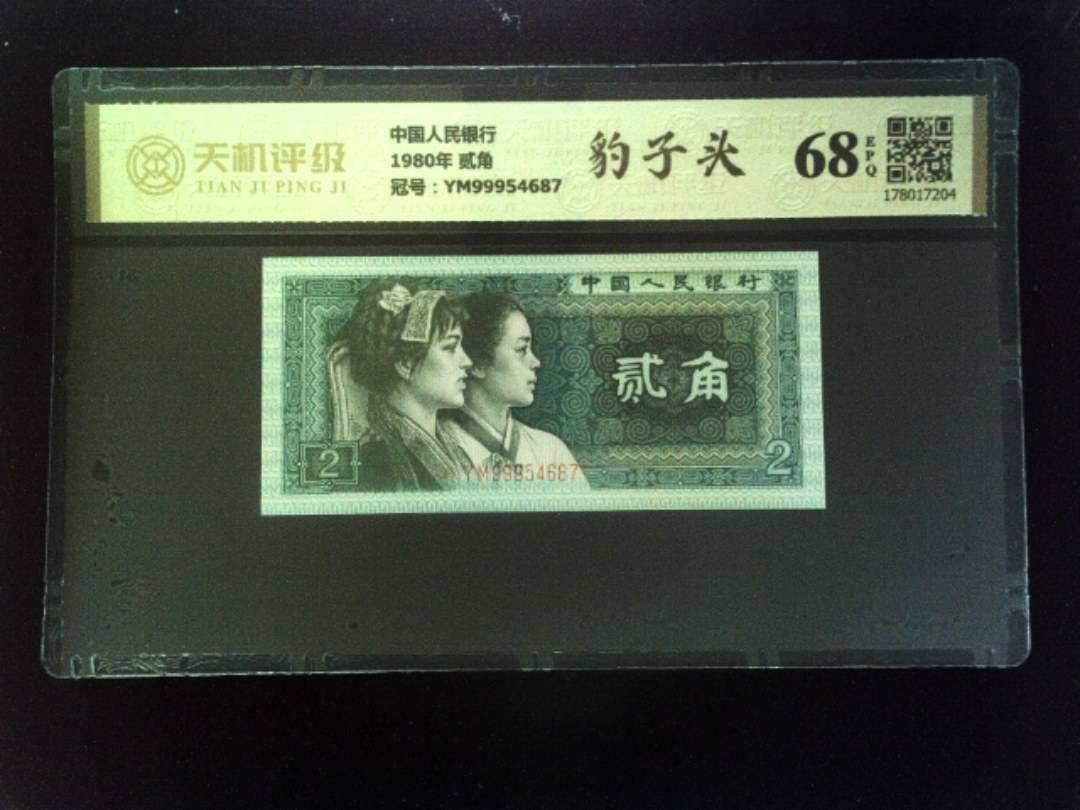 天机评级
TIAN JI PING JI
中国人民银行
1980年 贰角
冠号：YM99954687
豹子头
68
EPQ
178017204
中国人民银行
贰角
2
2
YM99954687